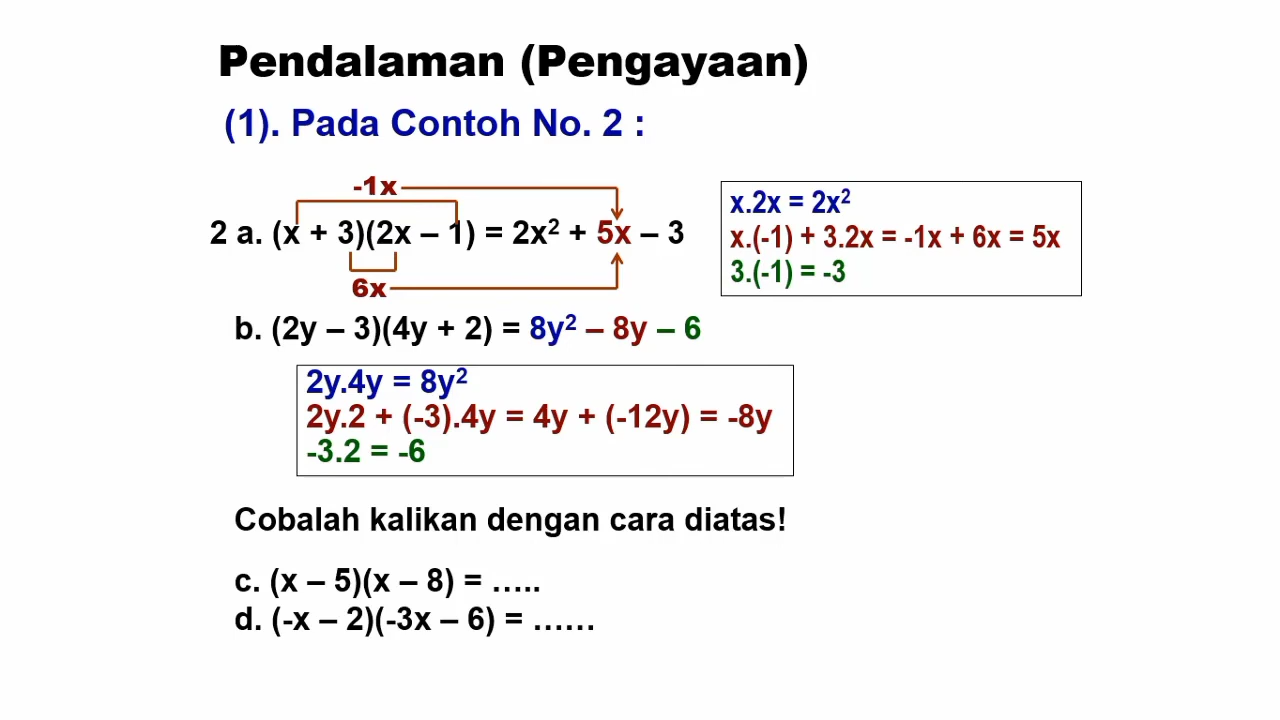 Pendalaman (Pengayaan)
(1). Pada Contoh No. 2 :
-1x
2 a. (x + 3)(2x – 1) = 2x² + 5x – 3
6x
x.2x = 2x²
x.(-1) + 3.2x = -1x + 6x = 5x
3.(-1) = -3
b. (2y – 3)(4y + 2) = 8y² – 8y – 6
2y.4y = 8y²
2y.2 + (-3).4y = 4y + (-12y) = -8y
-3.2 = -6
Cobalah kalikan dengan cara diatas!
c. (x – 5)(x – 8) = …..
d. (-x – 2)(-3x – 6) = ……